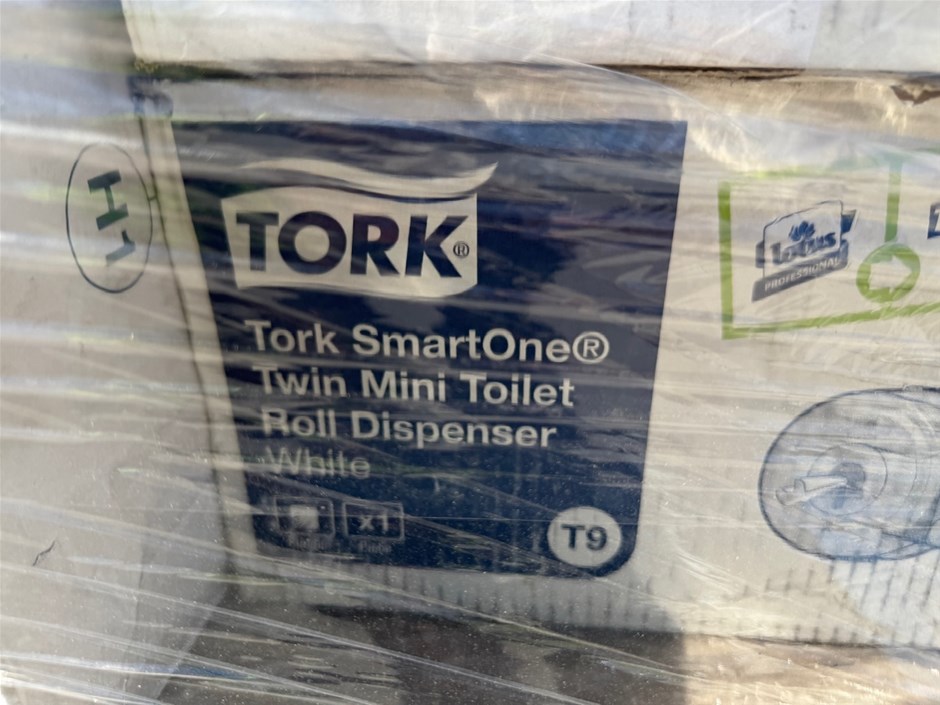 TORK®
Tork SmartOne®
Twin Mini Toilet
Roll Dispenser
White
x1
T9
Lotus
PROFESSIONAL